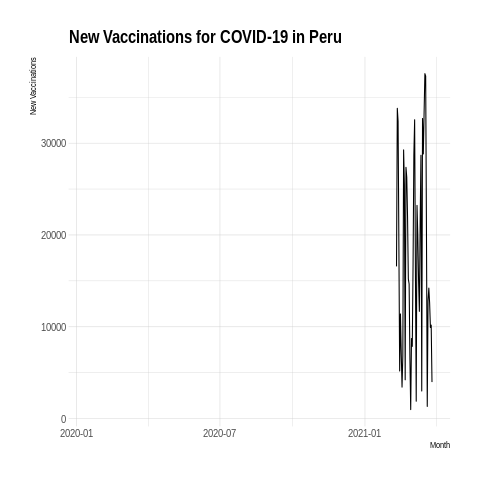 New Vaccinations for COVID-19 in Peru
New Vaccinations
30000
20000
10000
0
2020-01
2020-07
2021-01
Month